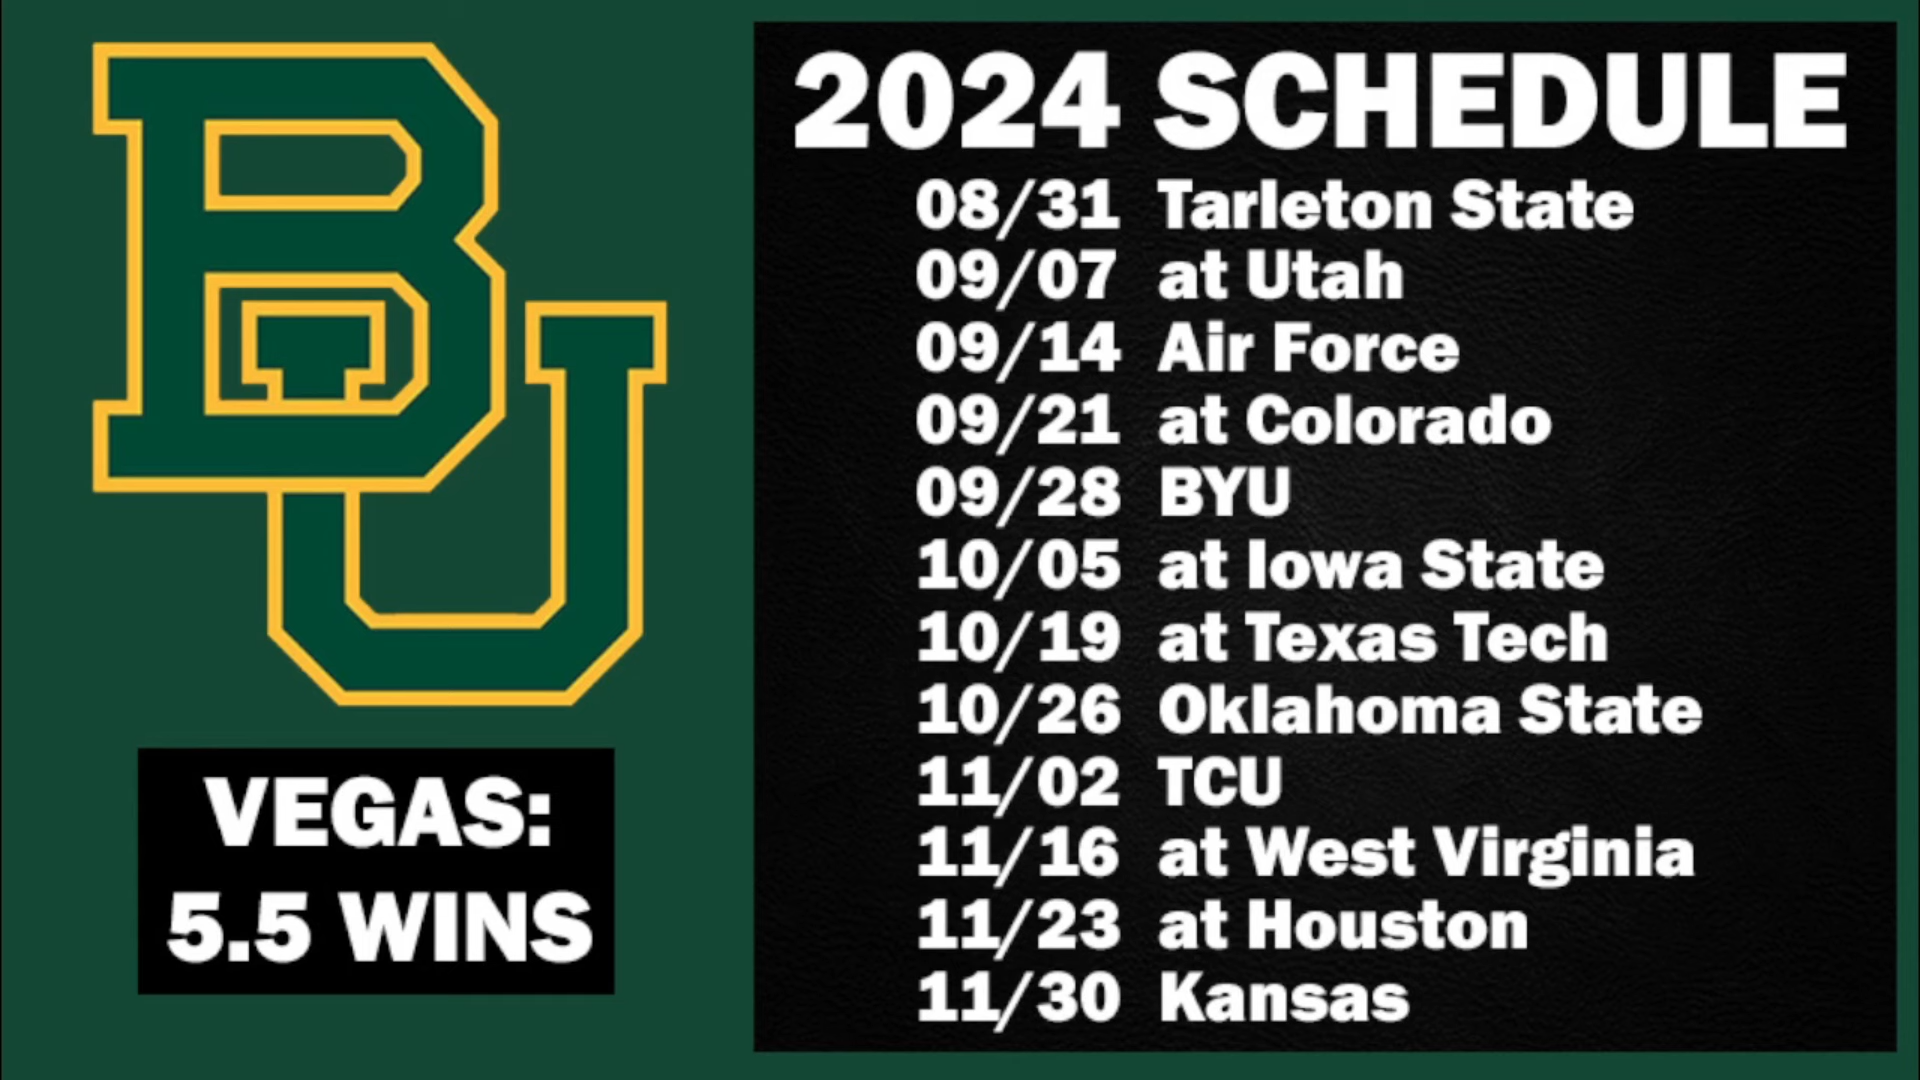 BU
VEGAS:
5.5 WINS
2024 SCHEDULE
08/31 Tarleton State
09/07 at Utah
09/14 Air Force
09/21 at Colorado
09/28 BYU
10/05 at Iowa State
10/19 at Texas Tech
10/26 Oklahoma State
11/02 TCU
11/16 at West Virginia
11/23 at Houston
11/30 Kansas